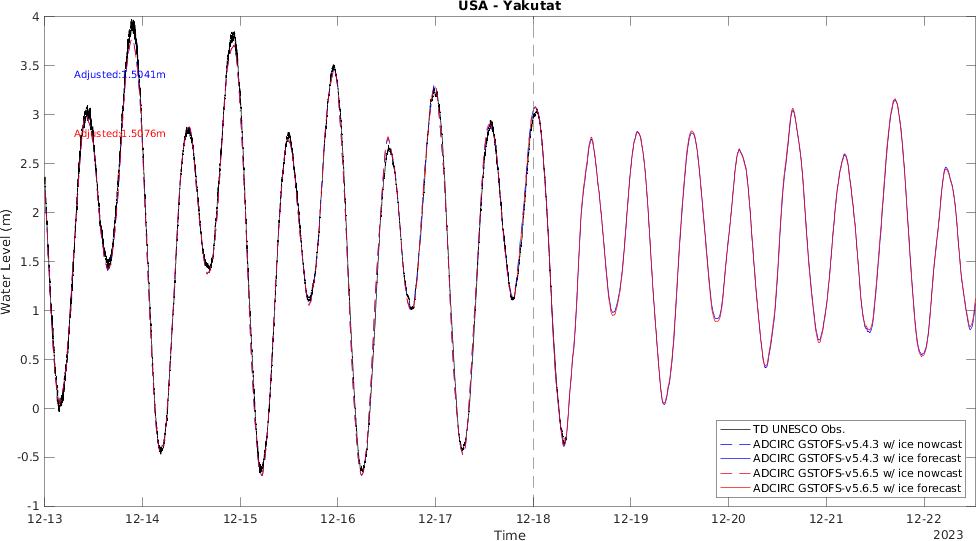 USA - Yakutat
Water Level (m)
4
3.5
3
2.5
2
1.5
1
0.5
0
-0.5
-1
Adjusted:1.5041m
Adjusted:1.5076m
TD UNESCO Obs.
ADCIRC GSTOFS-v5.4.3 w/ ice nowcast
ADCIRC GSTOFS-v5.4.3 w/ ice forecast
ADCIRC GSTOFS-v5.6.5 w/ ice nowcast
ADCIRC GSTOFS-v5.6.5 w/ ice forecast
12-13 12-14 12-15 12-16 12-17 12-18 12-19 12-20 12-21 12-22
Time
2023